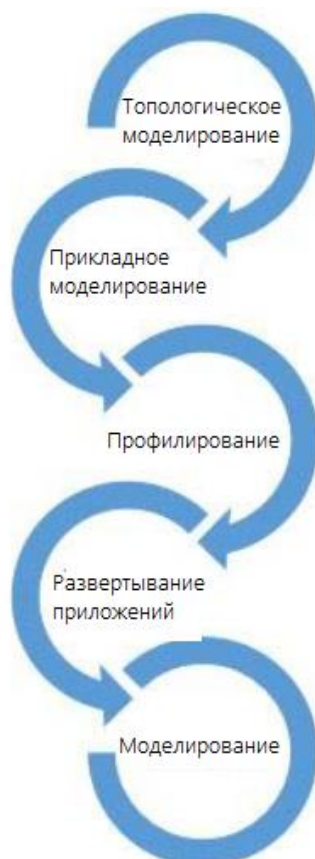 Топологическое
моделирование
Прикладное
моделирование
Профилирование
Развертывание
приложений
Моделирование